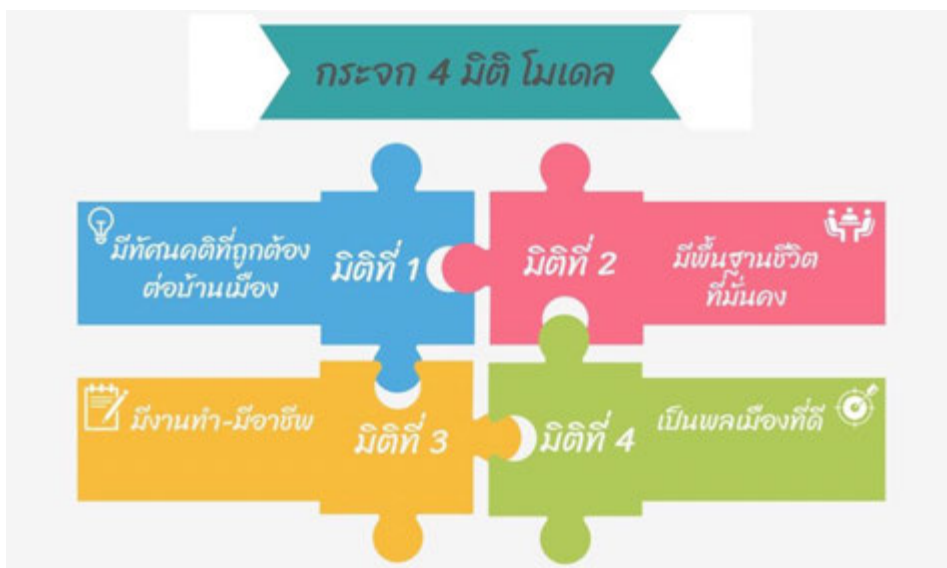 กระจก 4 มิติ โมเดล
มีทัศนคติที่ถูกต้อง
ต่อบ้านเมือง
มิติที่ 1
มิติที่ 2
มีพื้นฐานชีวิต
ที่มั่นคง
มีงานทำ-มีอาชีพ
มิติที่ 3
มิติที่ 4
เป็นพลเมืองที่ดี